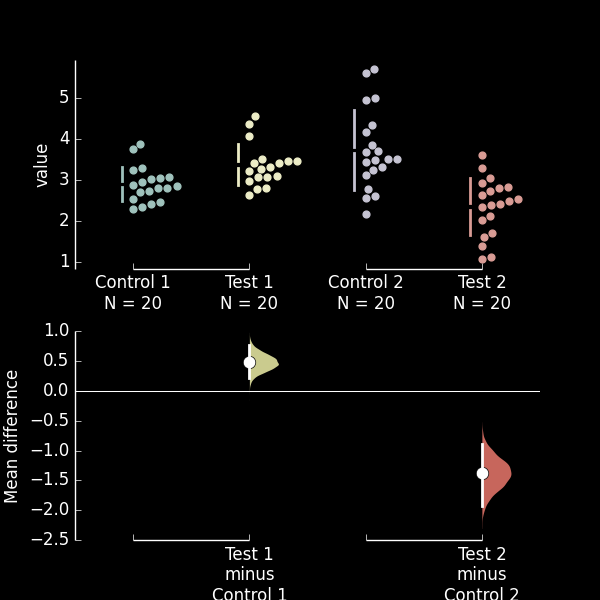 value
5
4
3
2
1
Control 1
N = 20
Test 1
N = 20
Control 2
N = 20
Test 2
N = 20
Mean difference
1.0
0.5
0.0
−0.5
−1.0
−1.5
−2.0
−2.5
Test 1
minus
Control 1
Test 2
minus
Control 2